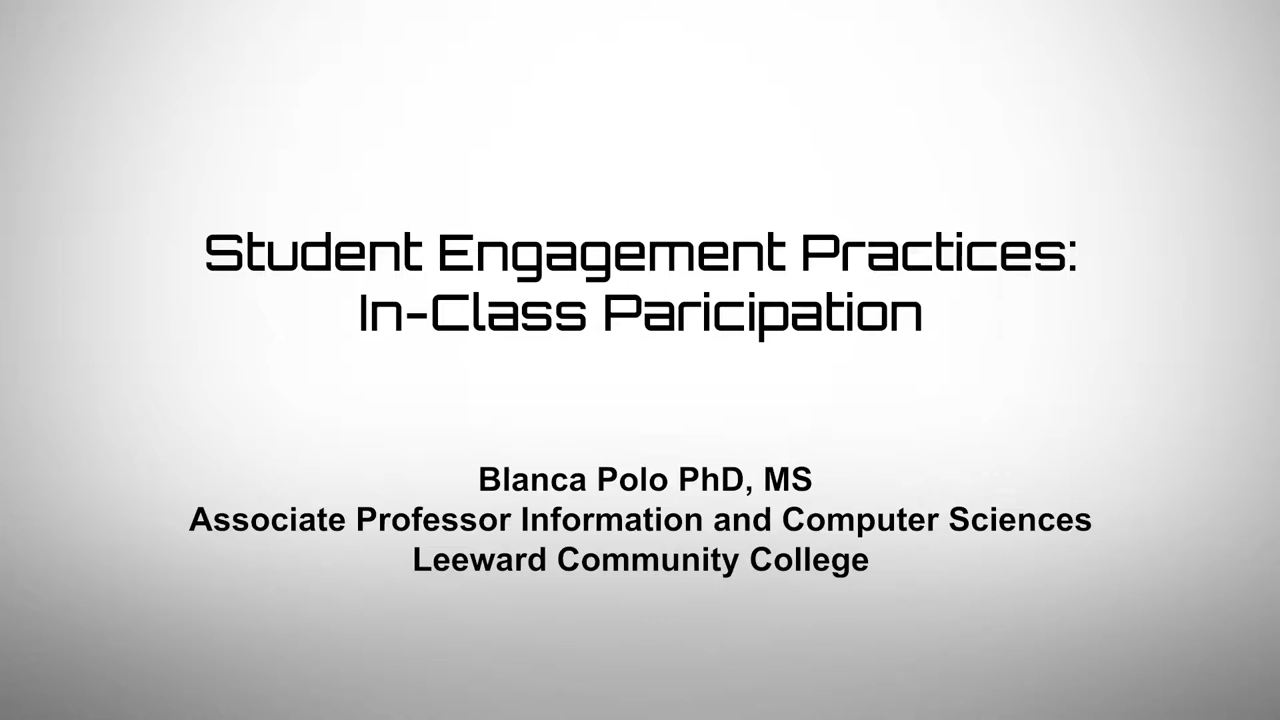 Student Engagement Practices:
In-Class Paricipation
Blanca Polo PhD, MS
Associate Professor Information and Computer Sciences
Leeward Community College